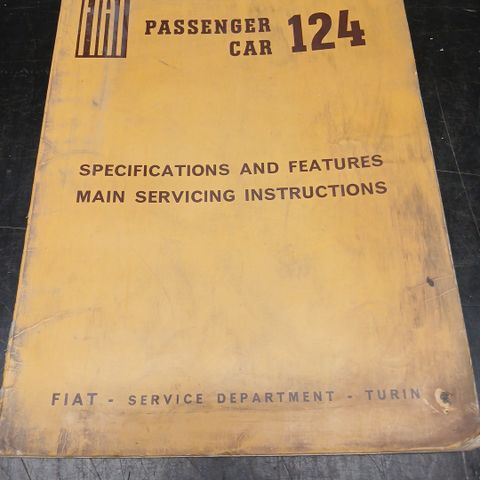 FIAT
PASSENGER
CAR 124
SPECIFICATIONS AND FEATURES
MAIN SERVICING INSTRUCTIONS
FIAT - SERVICE DEPARTMENT - TURIN